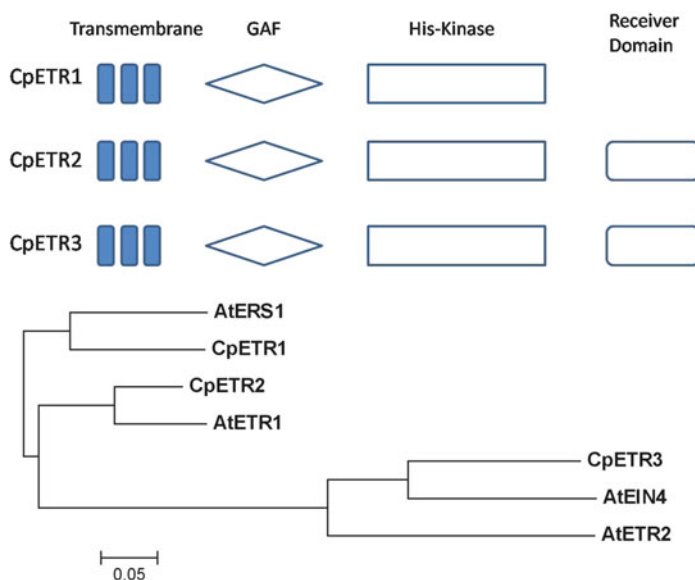 Transmembrane GAF His-Kinase Receiver Domain
CpETR1
CpETR2
CpETR3
AtERS1
CpETR1
CpETR2
AtETR1
CpETR3
AtEIN4
AtETR2
0.05